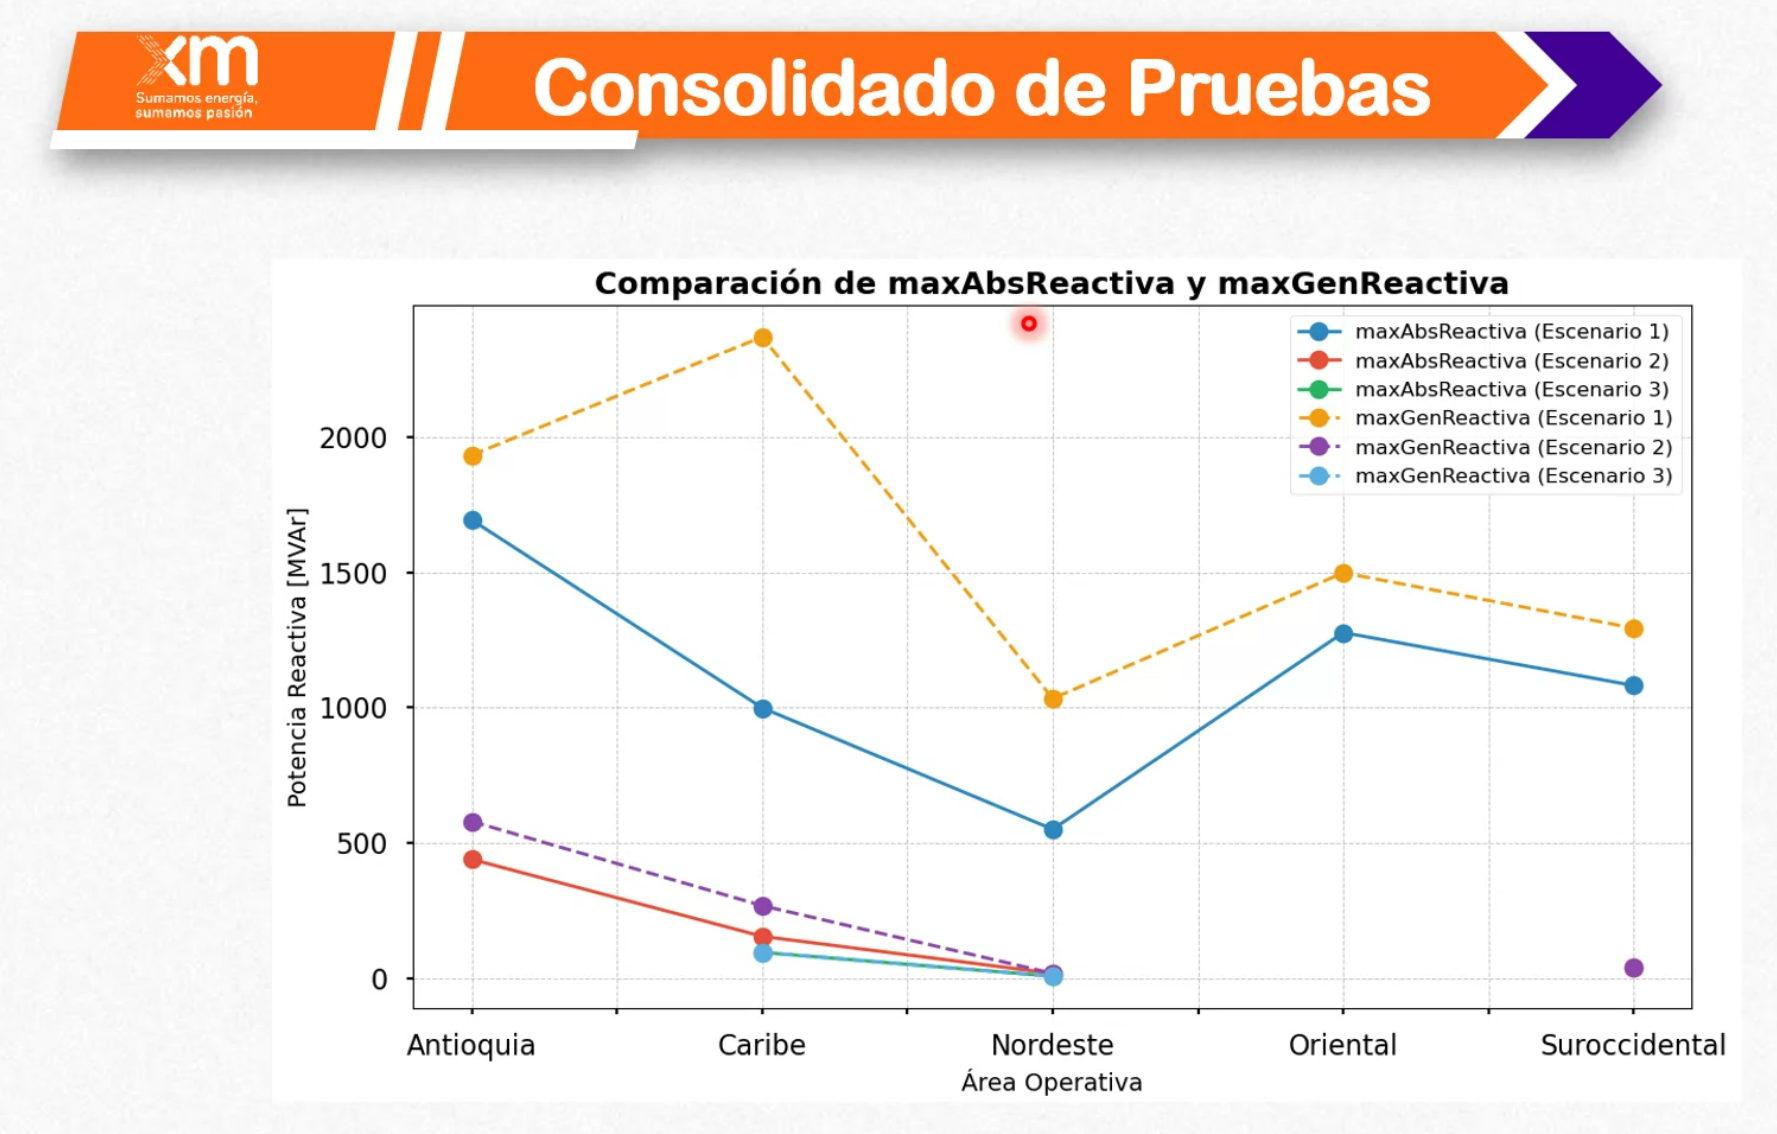 xm
Sumamos energía,
sumamos pasión
Consolidado de Pruebas
Comparación de maxAbsReactiva y maxGenReactiva
maxAbsReactiva (Escenario 1)
maxAbsReactiva (Escenario 2)
maxAbsReactiva (Escenario 3)
maxGenReactiva (Escenario 1)
maxGenReactiva (Escenario 2)
maxGenReactiva (Escenario 3)
Potencia Reactiva [MVAr]
2000
1500
1000
500
0
Antioquia Caribe Nordeste Oriental Suroccidental
Área Operativa